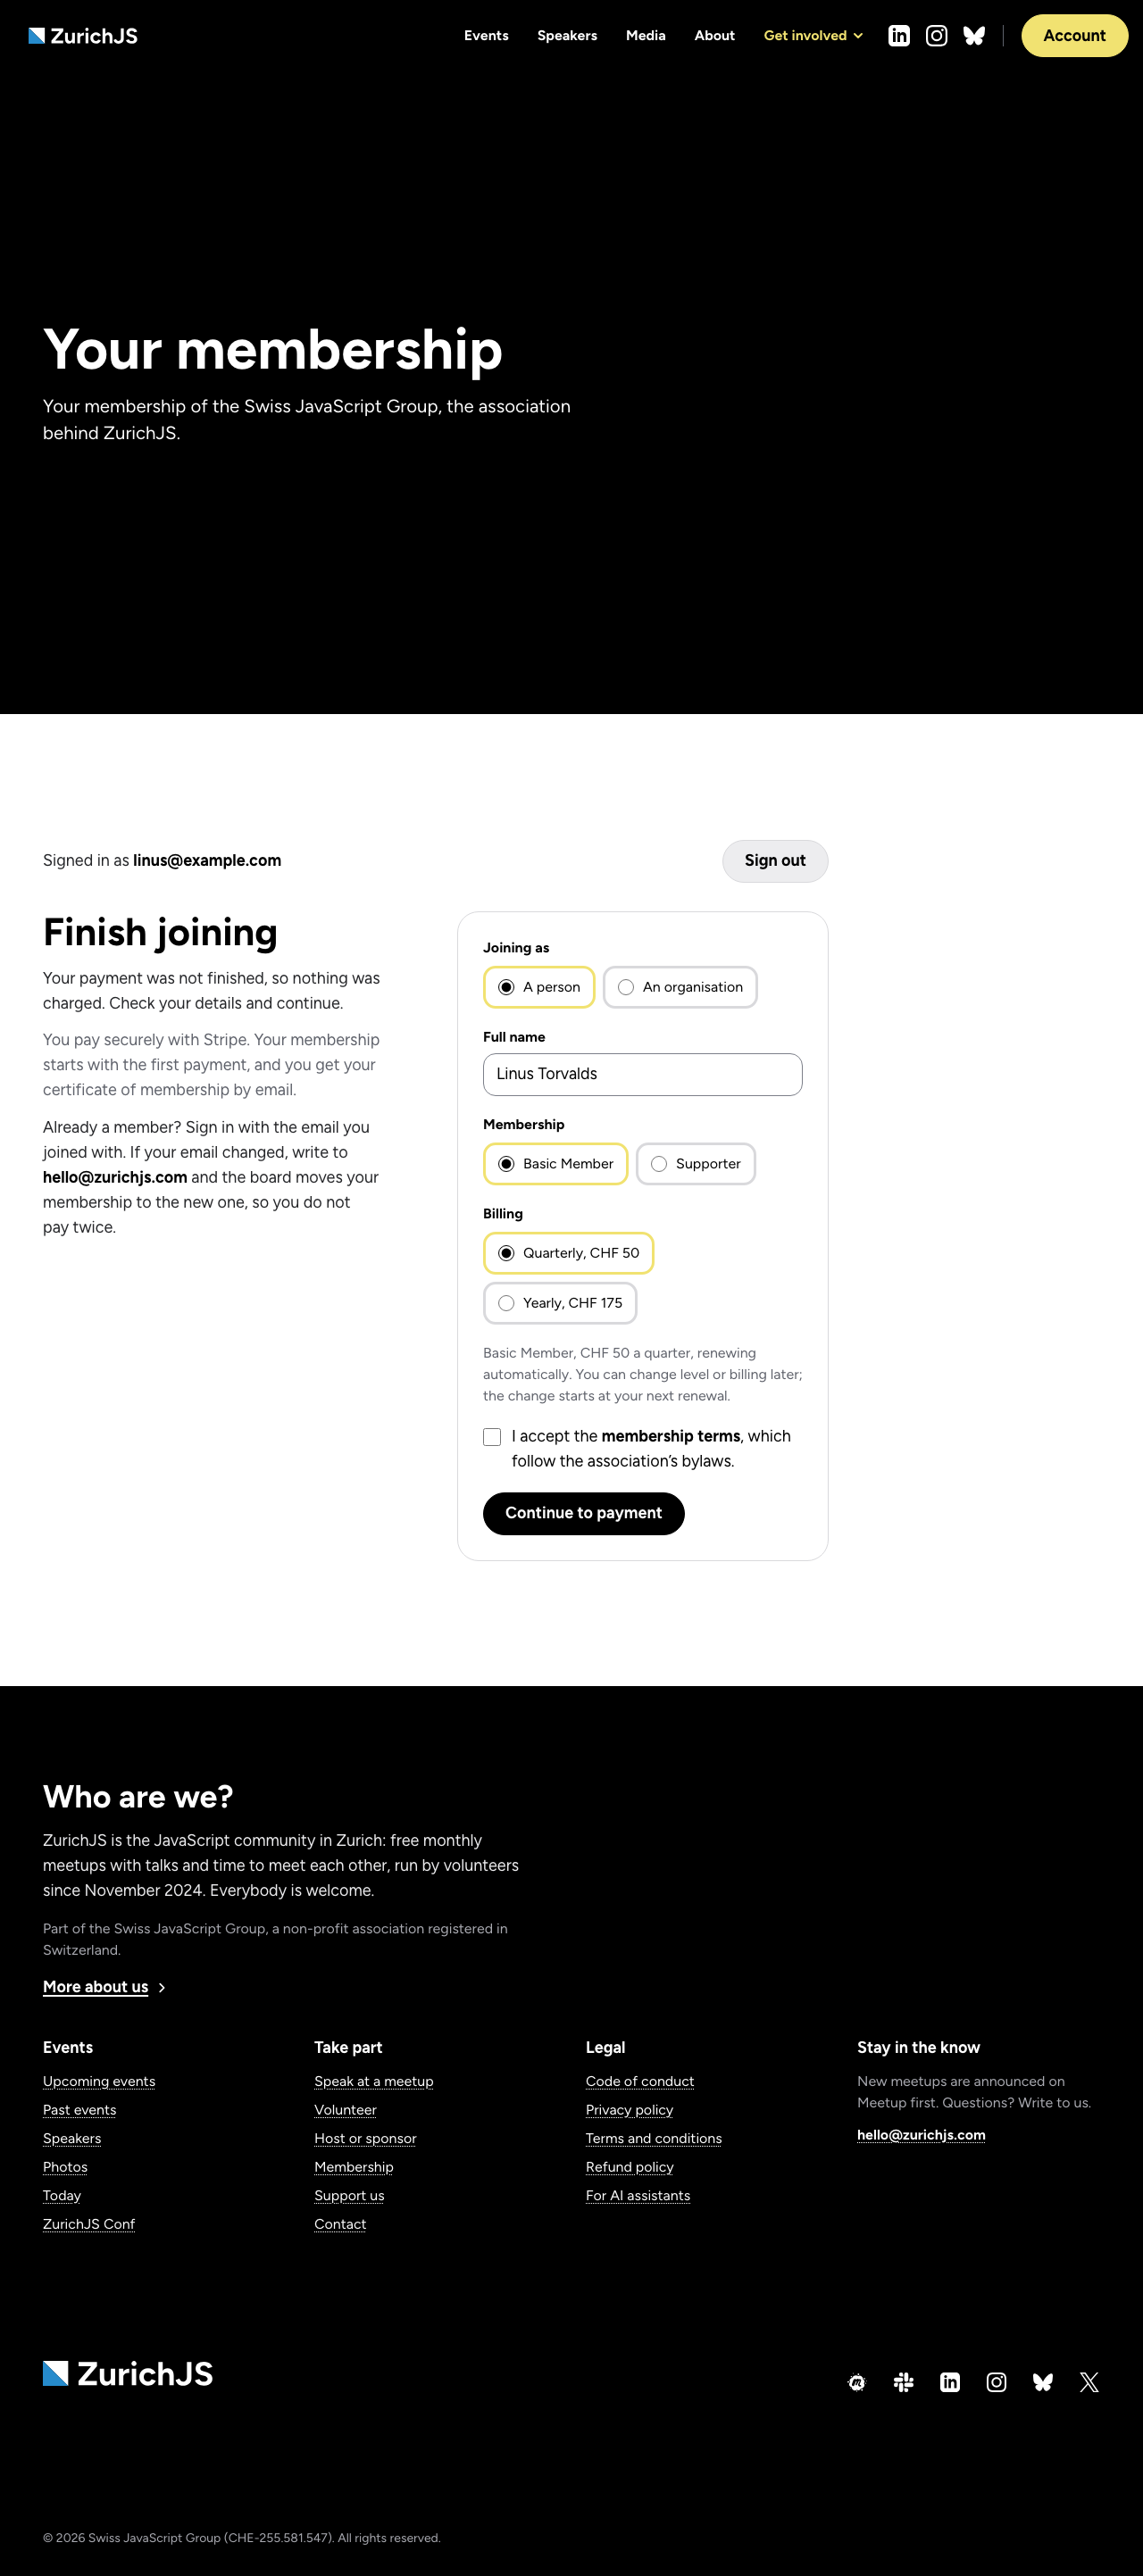 ZurichJS
Events
Speakers
Media
About
Get involved
Account
Your membership
Your membership of the Swiss JavaScript Group, the association
behind ZurichJS.
Signed in as linus@example.com
Sign out
Finish joining
Your payment was not finished, so nothing was
charged. Check your details and continue.
You pay securely with Stripe. Your membership
starts with the first payment, and you get your
certificate of membership by email.
Already a member? Sign in with the email you
joined with. If your email changed, write to
hello@zurichjs.com and the board moves your
membership to the new one, so you do not
pay twice.
Joining as
A person
An organisation
Full name
Linus Torvalds
Membership
Basic Member
Supporter
Billing
Quarterly, CHF 50
Yearly, CHF 175
Basic Member, CHF 50 a quarter, renewing
automatically. You can change level or billing later;
the change starts at your next renewal.
I accept the membership terms, which
follow the association’s bylaws.
Continue to payment
Who are we?
ZurichJS is the JavaScript community in Zurich: free monthly
meetups with talks and time to meet each other, run by volunteers
since November 2024. Everybody is welcome.
Part of the Swiss JavaScript Group, a non-profit association registered in
Switzerland.
More about us
Events
Upcoming events
Past events
Speakers
Photos
Today
ZurichJS Conf
Take part
Speak at a meetup
Volunteer
Host or sponsor
Membership
Support us
Contact
Legal
Code of conduct
Privacy policy
Terms and conditions
Refund policy
For AI assistants
Stay in the know
New meetups are announced on
Meetup first. Questions? Write to us.
hello@zurichjs.com
ZurichJS
© 2026 Swiss JavaScript Group (CHE-255.581.547). All rights reserved.